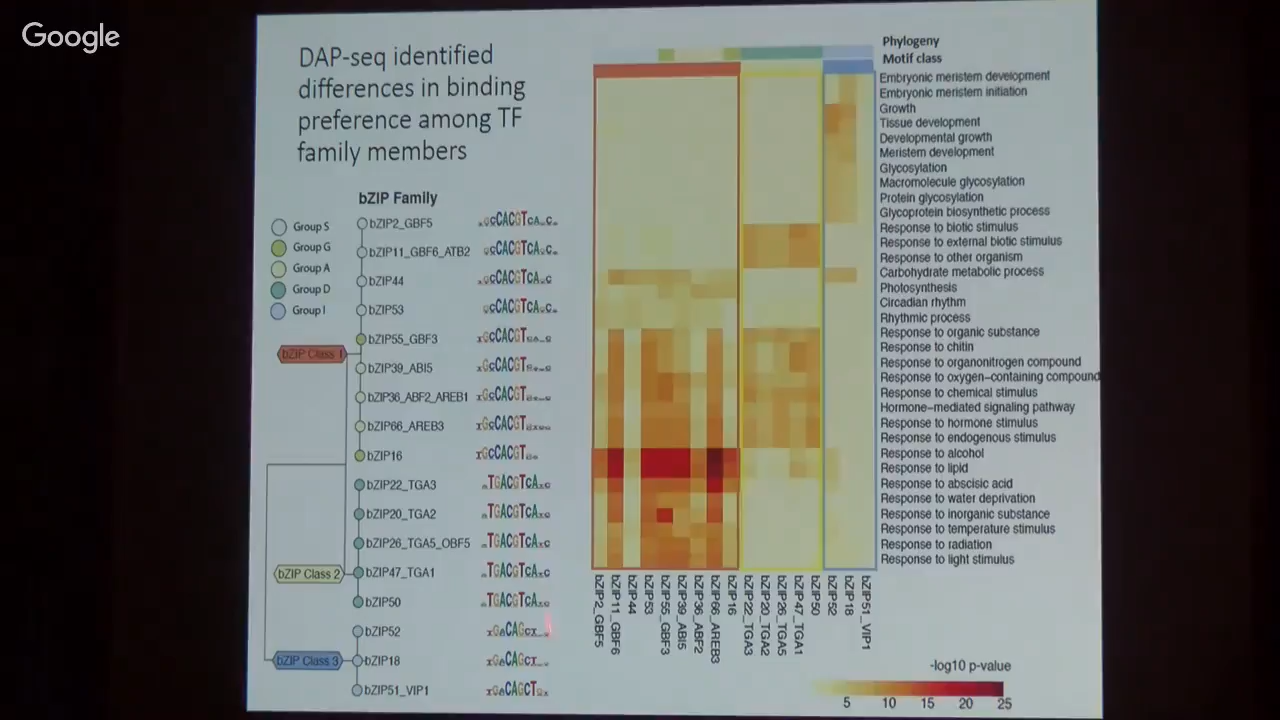 Google
DAP-seq identified
differences in binding
preference among TF
family members
bZIP Family
Group S
Group G
Group A
Group D
Group I
bZIP2_GBF5
bZIP11_GBF6_ATB2
bZIP44
bZIP53
bZIP55_GBF3
bZIP39_ABI5
bZIP36_ABF2_AREB1
bZIP66_AREB3
bZIP16
bZIP22_TGA3
bZIP20_TGA2
bZIP26_TGA5_OBF5
bZIP47_TGA1
bZIP50
bZIP52
bZIP18
bZIP51_VIP1
bZIP Class 1
bZIP Class 2
bZIP Class 3
Phylogeny
Motif class
Embryonic meristem development
Embryonic meristem initiation
Growth
Tissue development
Developmental growth
Meristem development
Glycosylation
Macromolecule glycosylation
Protein glycosylation
Glycoprotein biosynthetic process
Response to biotic stimulus
Response to external biotic stimulus
Response to other organism
Carbohydrate metabolic process
Photosynthesis
Circadian rhythm
Rhythmic process
Response to organic substance
Response to chitin
Response to organonitrogen compound
Response to oxygen-containing compound
Response to chemical stimulus
Hormone-mediated signaling pathway
Response to hormone stimulus
Response to endogenous stimulus
Response to alcohol
Response to lipid
Response to abscisic acid
Response to water deprivation
Response to inorganic substance
Response to temperature stimulus
Response to radiation
Response to light stimulus
bZIP2_GBF5
bZIP11_GBF6
bZIP44
bZIP53
bZIP55_GBF3
bZIP39_ABI5
bZIP36_ABF2
bZIP66_AREB3
bZIP16
bZIP22_TGA3
bZIP20_TGA2
bZIP26_TGA5
bZIP47_TGA1
bZIP50
bZIP52
bZIP18
bZIP51_VIP1
-log10 p-value
5 10 15 20 25